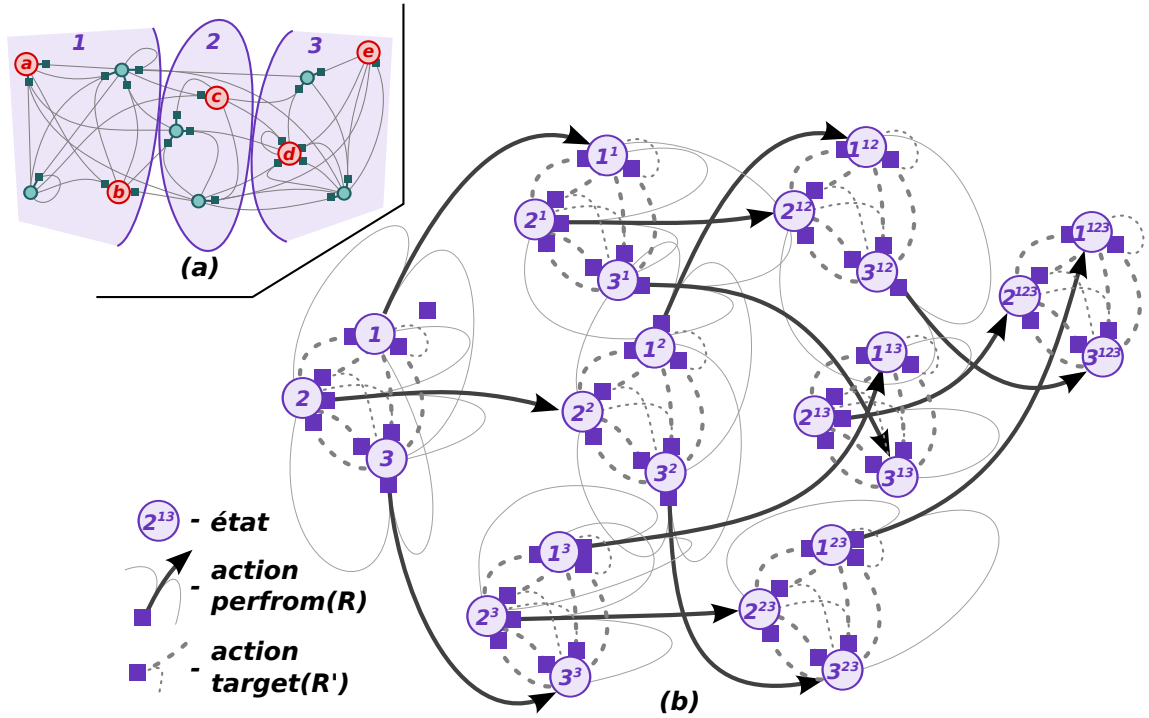 1
2
3
a
b
c
d
e
(a)
1
2
3
1¹
2¹
3¹
1²
2²
3²
1³
2³
3³
1¹²
2¹²
3¹²
1¹³
2¹³
3¹³
1²³
2²³
3²³
1¹²³
2¹²³
3¹²³
2¹³ - état
- action
perfrom(R)
- action
target(R')
(b)